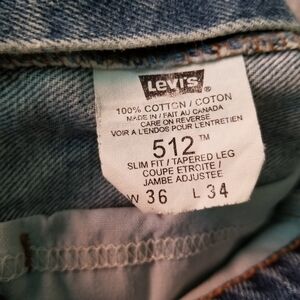 Levi's®
100% COTTON / COTON
MADE IN / FAIT AU CANADA
CARE ON REVERSE
VOIR A L'ENDOS POUR L'ENTRETIEN
512™
SLIM FIT / TAPERED LEG
COUPE ETROITE /
JAMBE ADJUSTEE
W 36 L 34